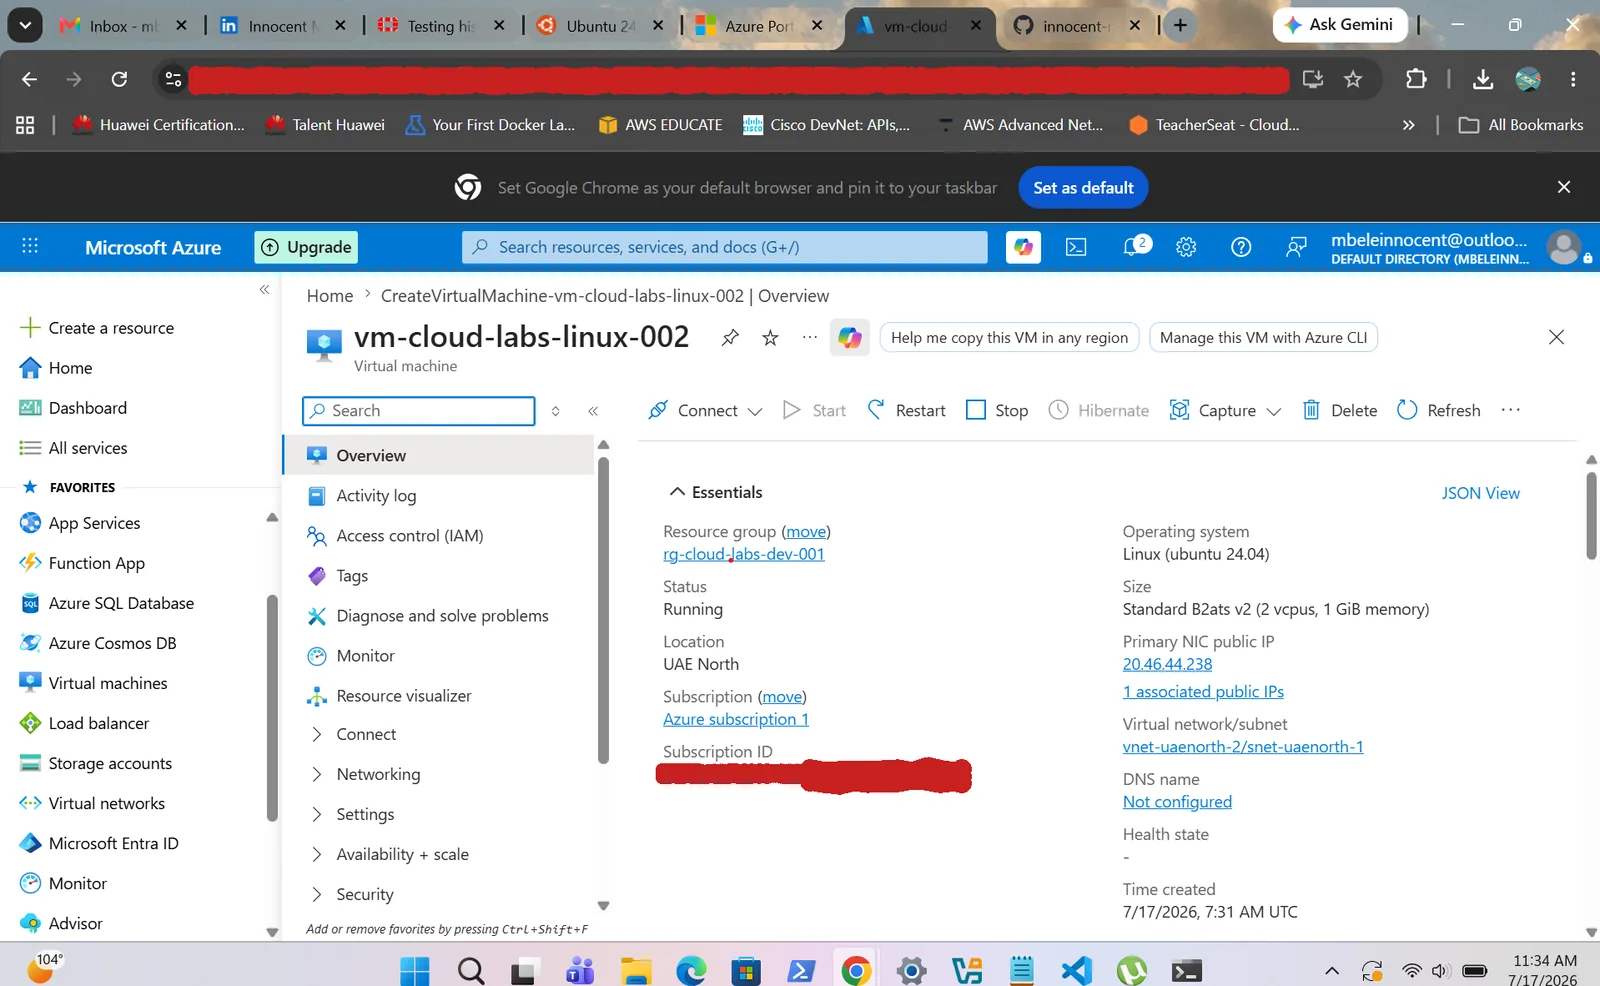 Inbox - mb
Innocent M
Testing his
Ubuntu 24
Azure Port
vm-cloud
innocent-r
Ask Gemini
Huawei Certification...
Talent Huawei
Your First Docker La...
AWS EDUCATE
Cisco DevNet: APIs,...
AWS Advanced Net...
TeacherSeat - Cloud...
»
All Bookmarks
Set Google Chrome as your default browser and pin it to your taskbar
Set as default
Microsoft Azure
Upgrade
Search resources, services, and docs (G+/)
2
mbeleinnocent@outloo...
DEFAULT DIRECTORY (MBELEINN...
Create a resource
Home
Dashboard
All services
FAVORITES
App Services
Function App
Azure SQL Database
Azure Cosmos DB
Virtual machines
Load balancer
Storage accounts
Virtual networks
Microsoft Entra ID
Monitor
Advisor
Home > CreateVirtualMachine-vm-cloud-labs-linux-002 | Overview
vm-cloud-labs-linux-002
Virtual machine
Help me copy this VM in any region
Manage this VM with Azure CLI
Search
Overview
Activity log
Access control (IAM)
Tags
Diagnose and solve problems
Monitor
Resource visualizer
Connect
Networking
Settings
Availability + scale
Security
Add or remove favorites by pressing Ctrl+Shift+F
Connect
Start
Restart
Stop
Hibernate
Capture
Delete
Refresh
Essentials
JSON View
Resource group (move)
rg-cloud-labs-dev-001
Status
Running
Location
UAE North
Subscription (move)
Azure subscription 1
Subscription ID
Operating system
Linux (ubuntu 24.04)
Size
Standard B2ats v2 (2 vcpus, 1 GiB memory)
Primary NIC public IP
20.46.44.238
1 associated public IPs
Virtual network/subnet
vnet-uaenorth-2/snet-uaenorth-1
DNS name
Not configured
Health state
-
Time created
7/17/2026, 7:31 AM UTC
104°
11:34 AM
7/17/2026